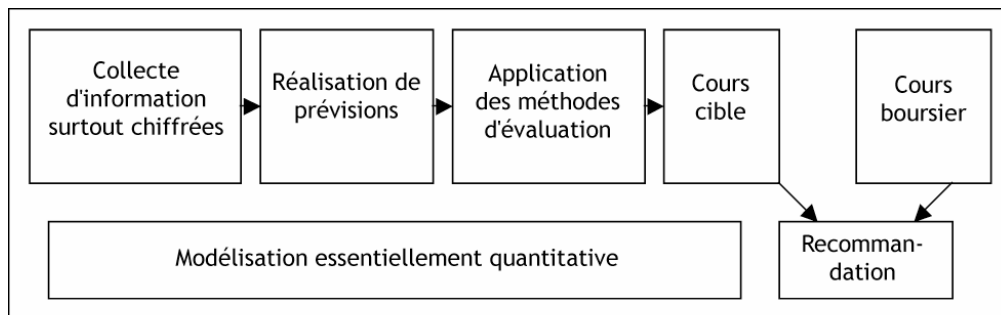 Collecte
d'information
surtout chiffrées
Réalisation de
prévisions
Application
des méthodes
d'évaluation
Cours
cible
Cours
boursier
Modélisation essentiellement quantitative
Recomman-
dation